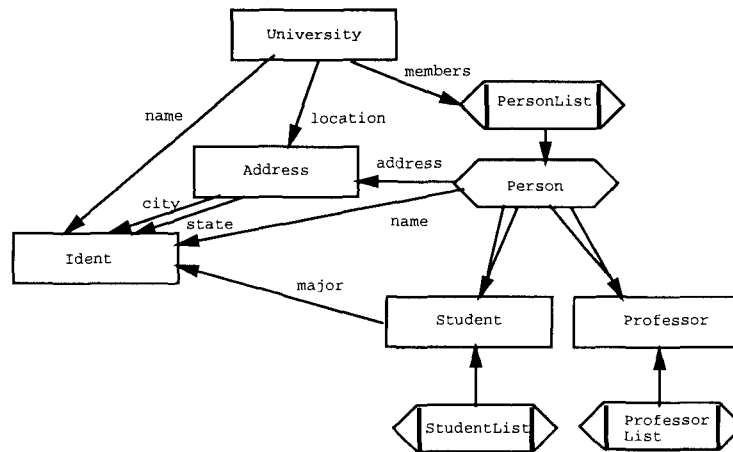 University
members
PersonList
name
location
Address
address
Person
city
state
name
Ident
major
Student
Professor
StudentList
Professor
List